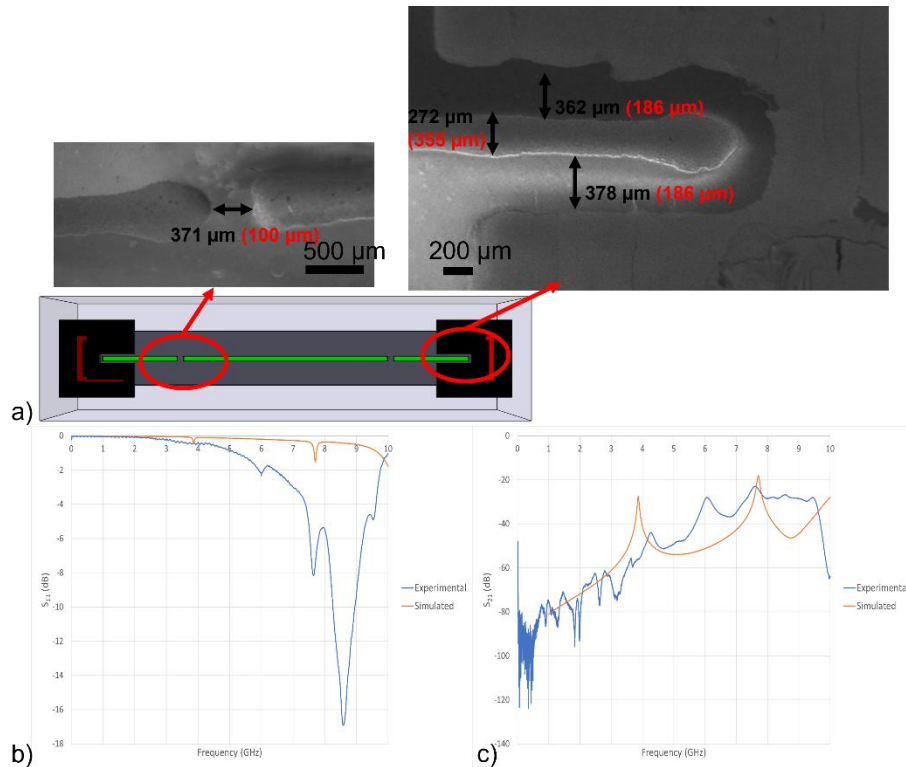 362 µm (186 µm)
272 µm
(355 µm)
378 µm (186 µm)
371 µm (100 µm)
500 µm
200 µm
a)
0 1 2 3 4 5 6 7 8 9 10
0
-2
-4
-6
-8
-10
-12
-14
-16
-18
S11 (dB)
Experimental
Simulated
Frequency (GHz)
b)
0 1 2 3 4 5 6 7 8 9 10
0
-20
-40
-60
-80
-100
-120
-140
S21 (dB)
Experimental
Simulated
Frequency (GHz)
c)